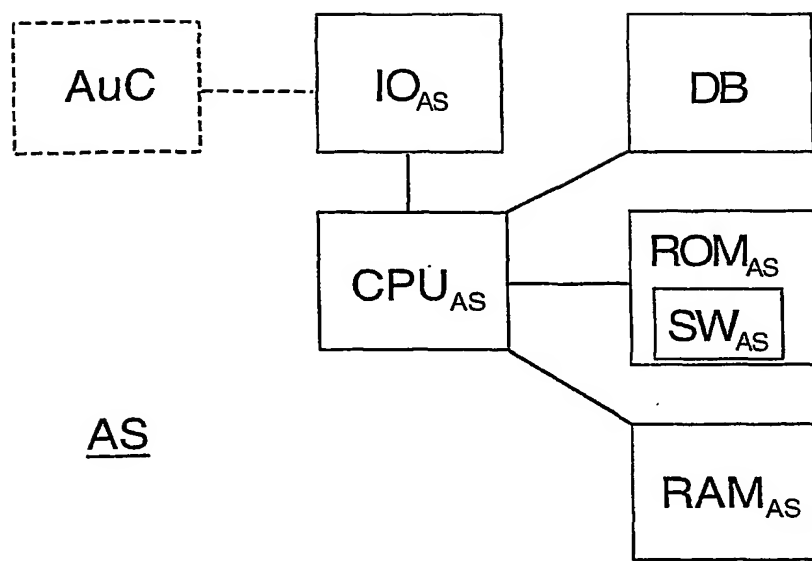 AuC
IO_AS
DB
CPU_AS
ROM_AS
SW_AS
AS
RAM_AS